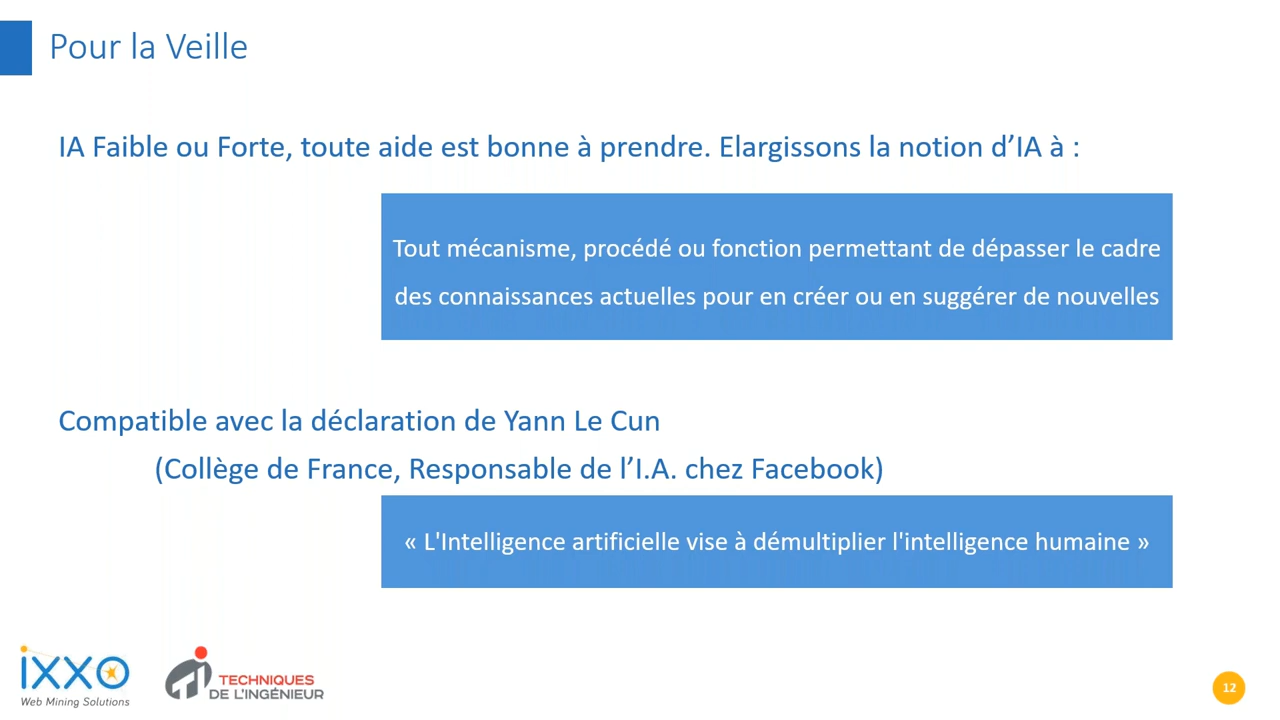 Pour la Veille
IA Faible ou Forte, toute aide est bonne à prendre. Elargissons la notion d’IA à :
Tout mécanisme, procédé ou fonction permettant de dépasser le cadre
des connaissances actuelles pour en créer ou en suggérer de nouvelles
Compatible avec la déclaration de Yann Le Cun
(Collège de France, Responsable de l’I.A. chez Facebook)
« L'Intelligence artificielle vise à démultiplier l'intelligence humaine »
ixxo
Web Mining Solutions
TECHNIQUES
DE L'INGÉNIEUR
12